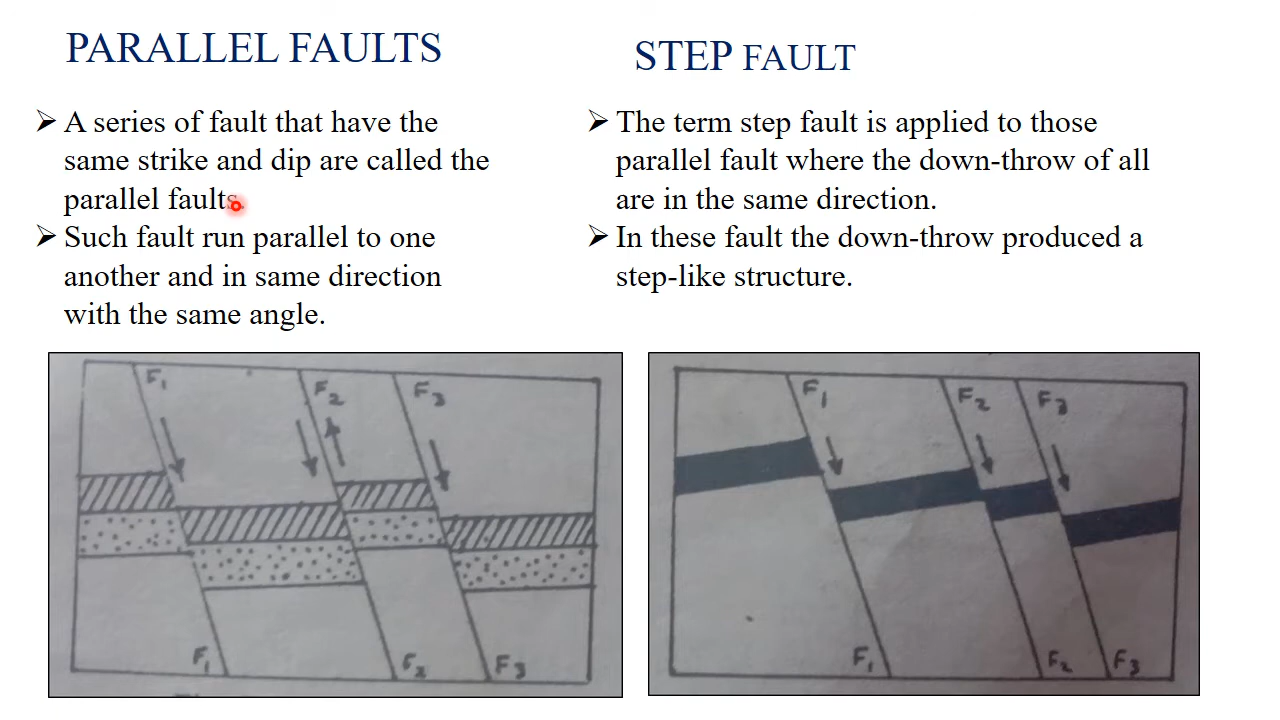 PARALLEL FAULTS
➢ A series of fault that have the
same strike and dip are called the
parallel faults.
➢ Such fault run parallel to one
another and in same direction
with the same angle.
F₁
F₂
F₃
F₁
F₂
F₃
STEP FAULT
➢ The term step fault is applied to those
parallel fault where the down-throw of all
are in the same direction.
➢ In these fault the down-throw produced a
step-like structure.
F₁
F₂
F₃
F₁
F₂
F₃